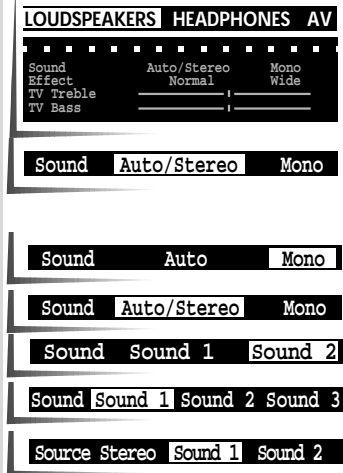 LOUDSPEAKERS HEADPHONES AV
Sound Auto/Stereo Mono
Effect Normal Wide
TV Treble
TV Bass
Sound Auto/Stereo Mono
Sound Auto Mono
Sound Auto/Stereo Mono
Sound Sound 1 Sound 2
Sound Sound 1 Sound 2 Sound 3
Source Stereo Sound 1 Sound 2